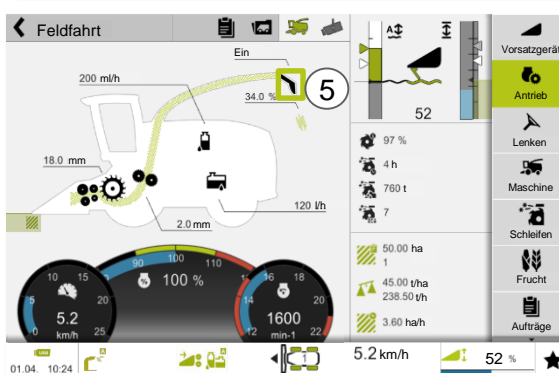 Feldfahrt
Ein
200 ml/h
34.0 %
5
18.0 mm
2.0 mm
120 l/h
90 100 110
100 %
5 10 15 20
0 25
5.2
km/h
12 14 16 18 20 22
1600
min-1
A
52
97 %
4 h
760 t
7
50.00 ha
1
45.00 t/ha
238.50 t/h
3.60 ha/h
Vorsatzgerät
Antrieb
Lenken
Maschine
Schleifen
Frucht
Aufträge
01.04. 10:24
A
A
1
5.2 km/h
52 %